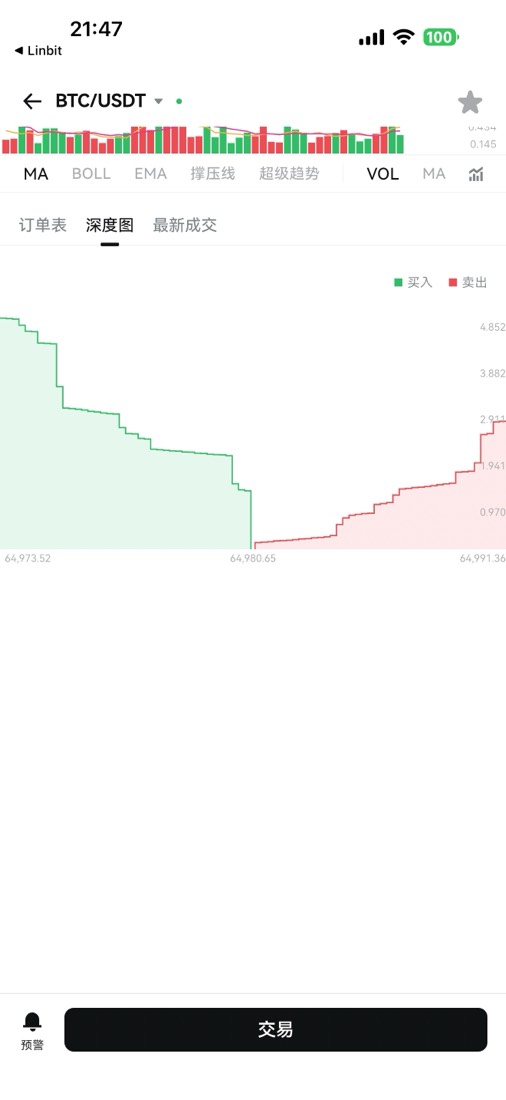 21:47
100
◀ Linbit
BTC/USDT
0.434
0.145
MA BOLL EMA 撑压线 超级趋势 VOL MA
订单表 深度图 最新成交
买入 卖出
4.852
3.882
2.911
1.941
0.970
64,973.52 64,980.65 64,991.36
预警
交易